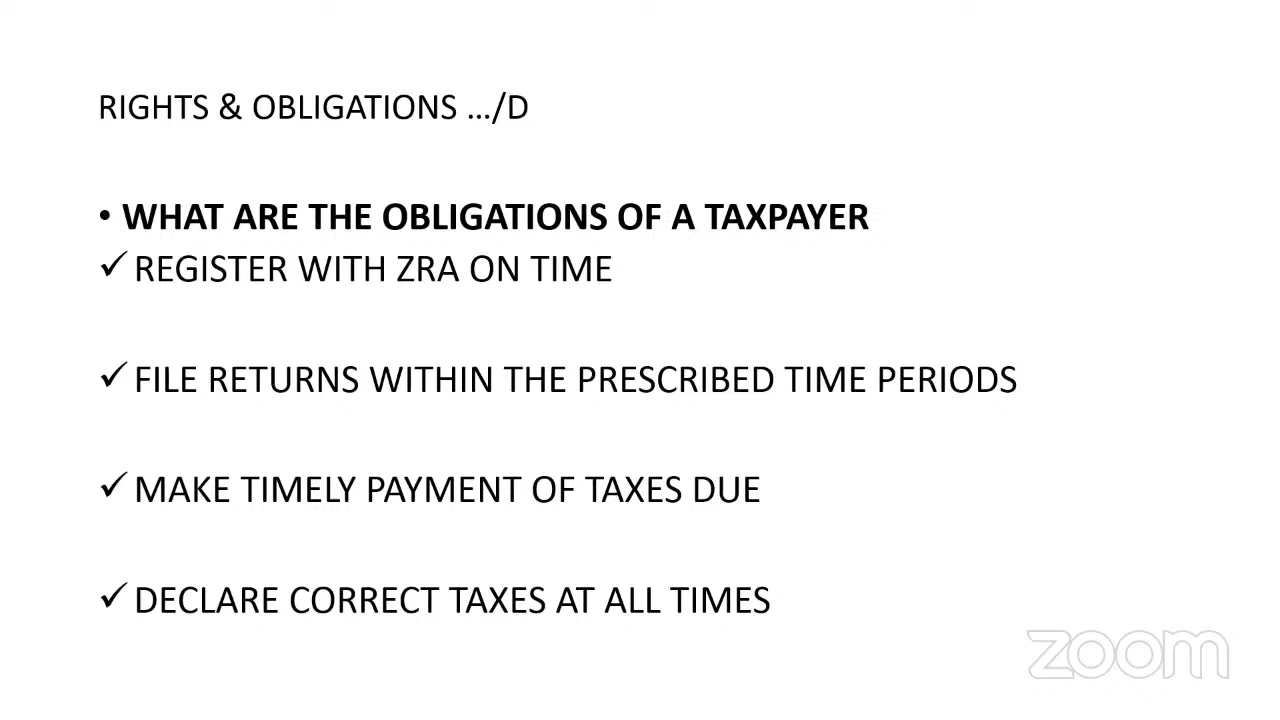 RIGHTS & OBLIGATIONS .../D
• WHAT ARE THE OBLIGATIONS OF A TAXPAYER
✓ REGISTER WITH ZRA ON TIME
✓ FILE RETURNS WITHIN THE PRESCRIBED TIME PERIODS
✓ MAKE TIMELY PAYMENT OF TAXES DUE
✓ DECLARE CORRECT TAXES AT ALL TIMES
zoom